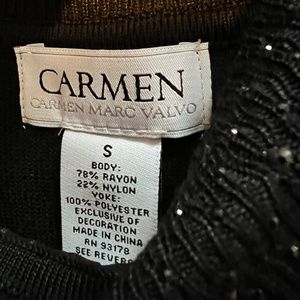 CARMEN
CARMEN MARC VALVO
S
BODY:
78% RAYON
22% NYLON
YOKE:
100% POLYESTER
EXCLUSIVE OF
DECORATION
MADE IN CHINA
RN 93178
SEE REVERS